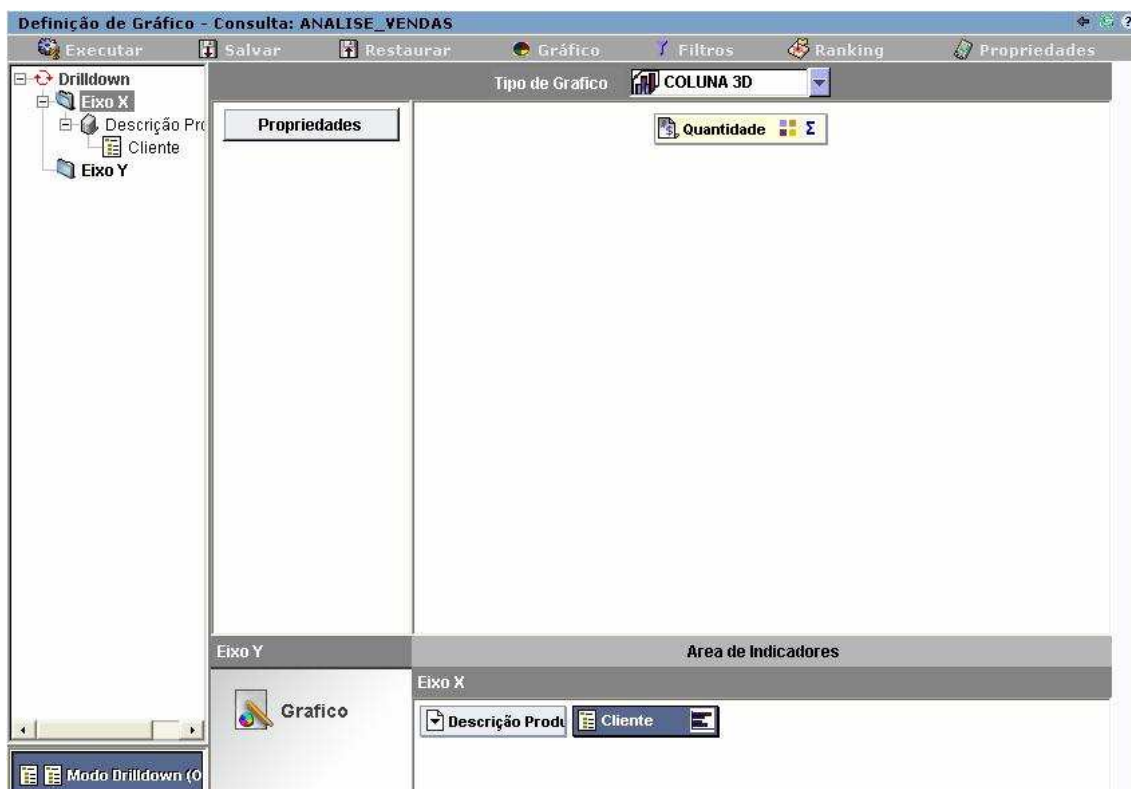 Definição de Gráfico - Consulta: ANALISE_VENDAS
Executar Salvar Restaurar Gráfico Filtros Ranking Propriedades
Drilldown
Eixo X
Descrição Pro
Cliente
Eixo Y
Tipo de Grafico COLUNA 3D
Propriedades
Quantidade Σ
Eixo Y
Area de Indicadores
Eixo X
Grafico
Descrição Produ
Cliente
Modo Drilldown (O